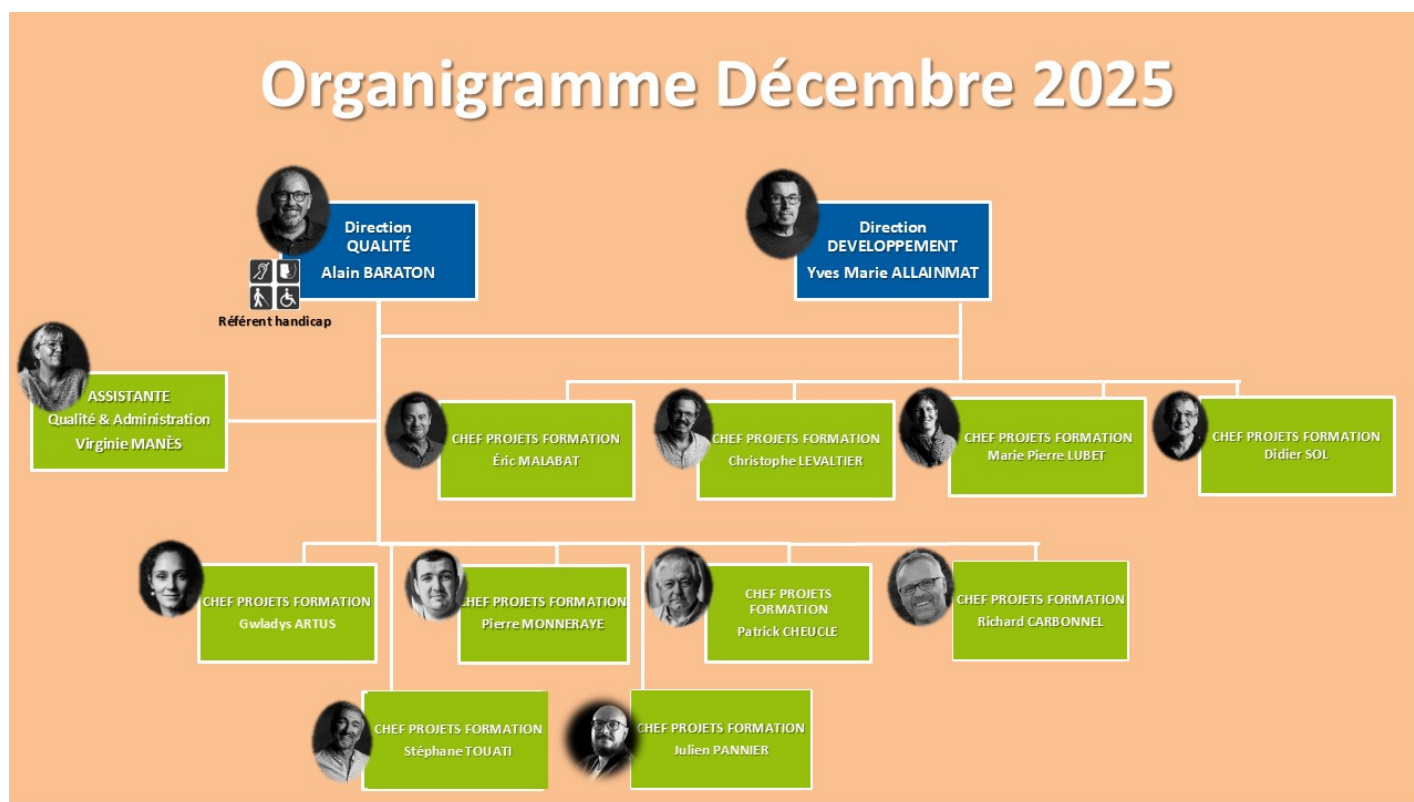 Organigramme Décembre 2025
Direction
QUALITÉ
Alain BARATON
Référent handicap
Direction
DEVELOPPEMENT
Yves Marie ALLAINMAT
ASSISTANTE
Qualité & Administration
Virginie MANÈS
CHEF PROJETS FORMATION
Éric MALABAT
CHEF PROJETS FORMATION
Christophe LEVALTIER
CHEF PROJETS FORMATION
Marie Pierre LUBET
CHEF PROJETS FORMATION
Didier SOL
CHEF PROJETS FORMATION
Gwladys ARTUS
CHEF PROJETS FORMATION
Pierre MONNERAYE
CHEF PROJETS
FORMATION
Patrick CHEUCLE
CHEF PROJETS FORMATION
Richard CARBONNEL
CHEF PROJETS FORMATION
Stéphane TOUATI
CHEF PROJETS FORMATION
Julien PANNIER